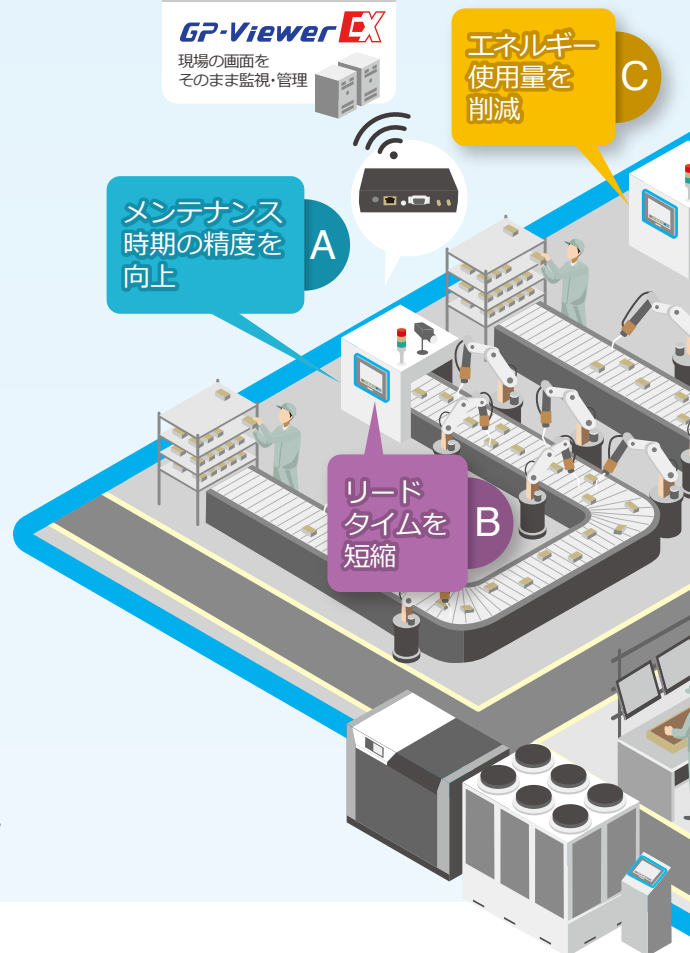 GP-Viewer EX
現場の画面を
そのまま監視・管理
エネルギー
使用量を
削減
C
メンテナンス
時期の精度を
向上
A
リード
タイムを
短縮
B